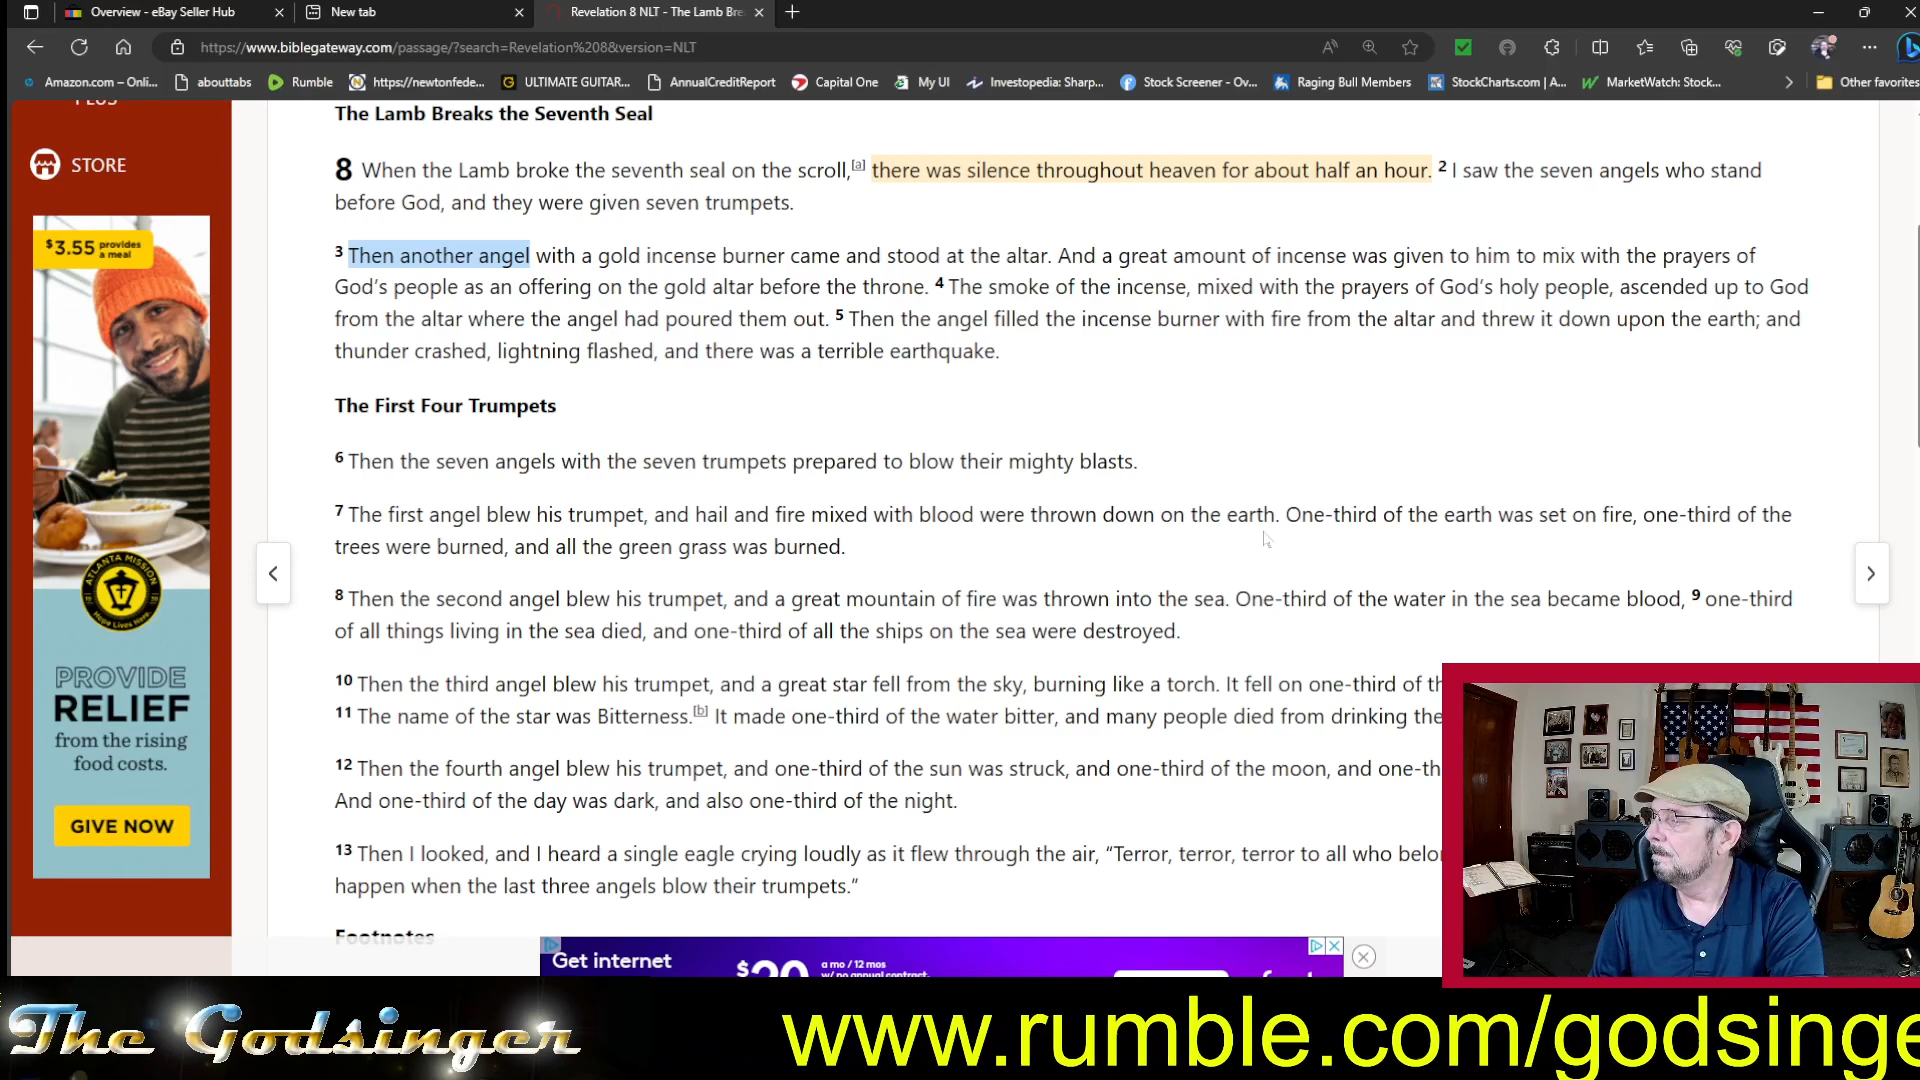 Overview - eBay Seller Hub
New tab
Revelation 8 NLT - The Lamb Bre
https://www.biblegateway.com/passage/?search=Revelation%208&version=NLT
Amazon.com – Onli...
abouttabs
Rumble
https://newtonfede...
ULTIMATE GUITAR...
AnnualCreditReport
Capital One
My UI
Investopedia: Sharp...
Stock Screener - Ov...
Raging Bull Members
StockCharts.com | A...
MarketWatch: Stock...
Other favorites
PLUS
STORE
$3.55 provides a meal
ATLANTA MISSION
Hope Lives Here.
PROVIDE
RELIEF
from the rising
food costs.
GIVE NOW
The Lamb Breaks the Seventh Seal
8 When the Lamb broke the seventh seal on the scroll,[a] there was silence throughout heaven for about half an hour. 2 I saw the seven angels who stand
before God, and they were given seven trumpets.
3 Then another angel with a gold incense burner came and stood at the altar. And a great amount of incense was given to him to mix with the prayers of
God's people as an offering on the gold altar before the throne. 4 The smoke of the incense, mixed with the prayers of God's holy people, ascended up to God
from the altar where the angel had poured them out. 5 Then the angel filled the incense burner with fire from the altar and threw it down upon the earth; and
thunder crashed, lightning flashed, and there was a terrible earthquake.
The First Four Trumpets
6 Then the seven angels with the seven trumpets prepared to blow their mighty blasts.
7 The first angel blew his trumpet, and hail and fire mixed with blood were thrown down on the earth. One-third of the earth was set on fire, one-third of the
trees were burned, and all the green grass was burned.
8 Then the second angel blew his trumpet, and a great mountain of fire was thrown into the sea. One-third of the water in the sea became blood, 9 one-third
of all things living in the sea died, and one-third of all the ships on the sea were destroyed.
10 Then the third angel blew his trumpet, and a great star fell from the sky, burning like a torch. It fell on one-third of th
11 The name of the star was Bitterness.[b] It made one-third of the water bitter, and many people died from drinking the
12 Then the fourth angel blew his trumpet, and one-third of the sun was struck, and one-third of the moon, and one-th
And one-third of the day was dark, and also one-third of the night.
13 Then I looked, and I heard a single eagle crying loudly as it flew through the air, “Terror, terror, terror to all who belon
happen when the last three angels blow their trumpets.”
Footnotes
Get internet
$20
a mo / 12 mos
w/ no annual contract.
The Godsinger
www.rumble.com/godsinge